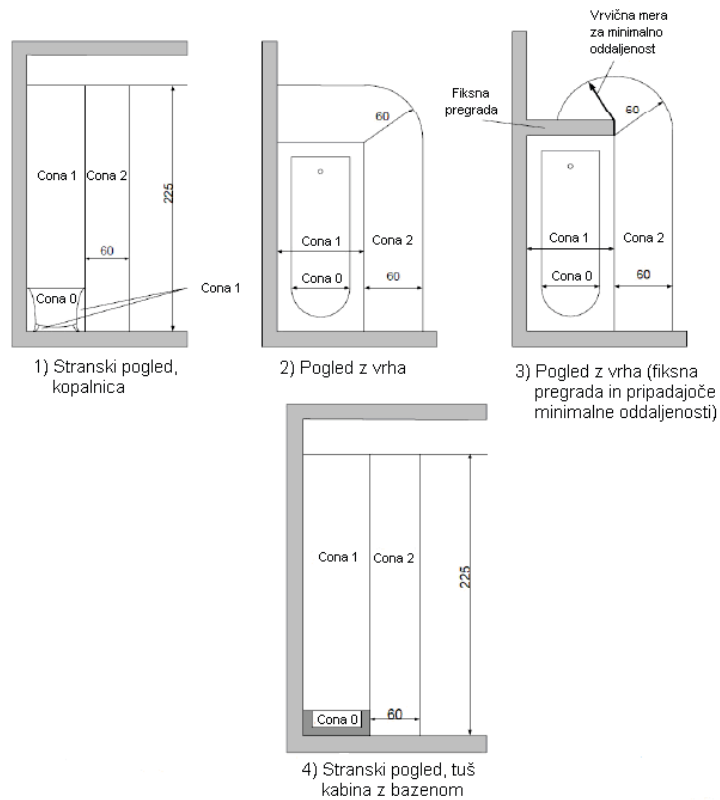 Vrvična mera
za minimalno
oddaljenost
Fiksna
pregrada
60
60
Cona 1
Cona 2
225
60
Cona 0
Cona 1
Cona 1
Cona 2
Cona 0
60
Cona 1
Cona 2
Cona 0
60
1) Stranski pogled,
kopalnica
2) Pogled z vrha
3) Pogled z vrha (fiksna
pregrada in pripadajoče
minimalne oddaljenosti)
Cona 1
Cona 2
225
Cona 0
60
4) Stranski pogled, tuš
kabina z bazenom